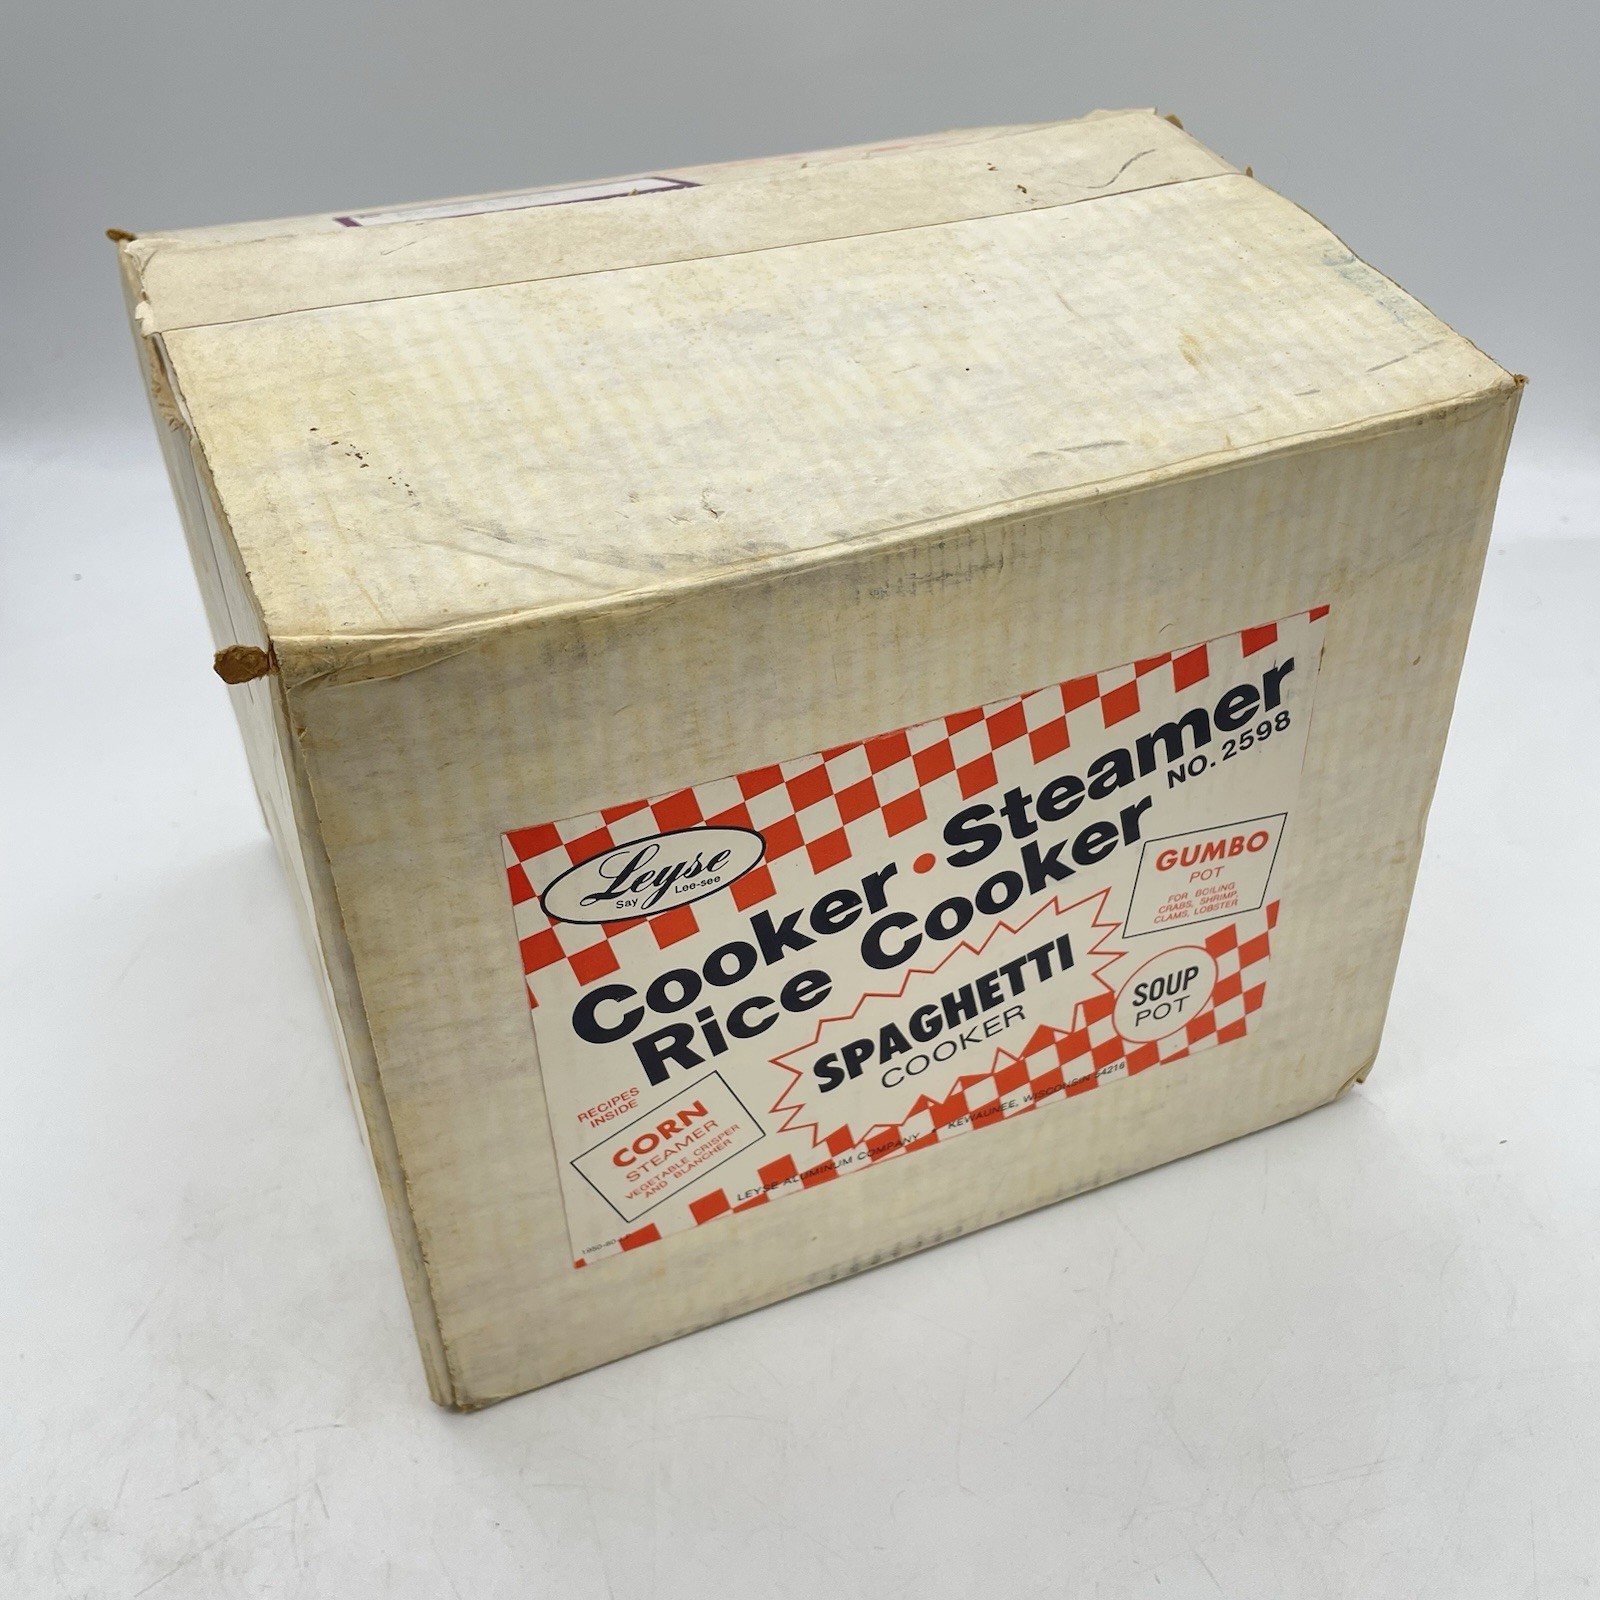 Leyse
Say Lee-see
Cooker • Steamer
NO. 2598
Rice Cooker
GUMBO
POT
FOR BOILING
CRABS, SHRIMP,
CLAMS, LOBSTER
SPAGHETTI
COOKER
SOUP
POT
RECIPES
INSIDE
CORN
STEAMER
VEGETABLE CRISPER
AND BLANCHER
LEYSE ALUMINUM COMPANY • KEWAUNEE, WISCONSIN 54216